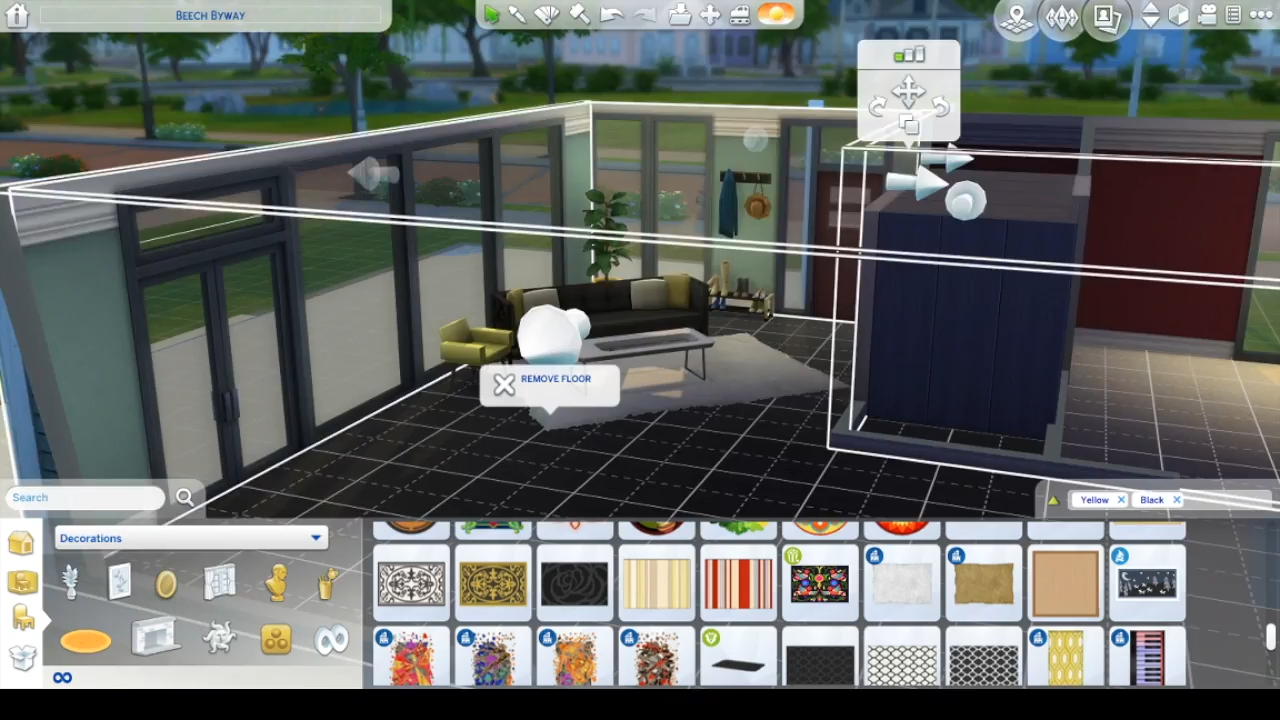 BEECH BYWAY
REMOVE FLOOR
Search
Yellow
Black
Decorations